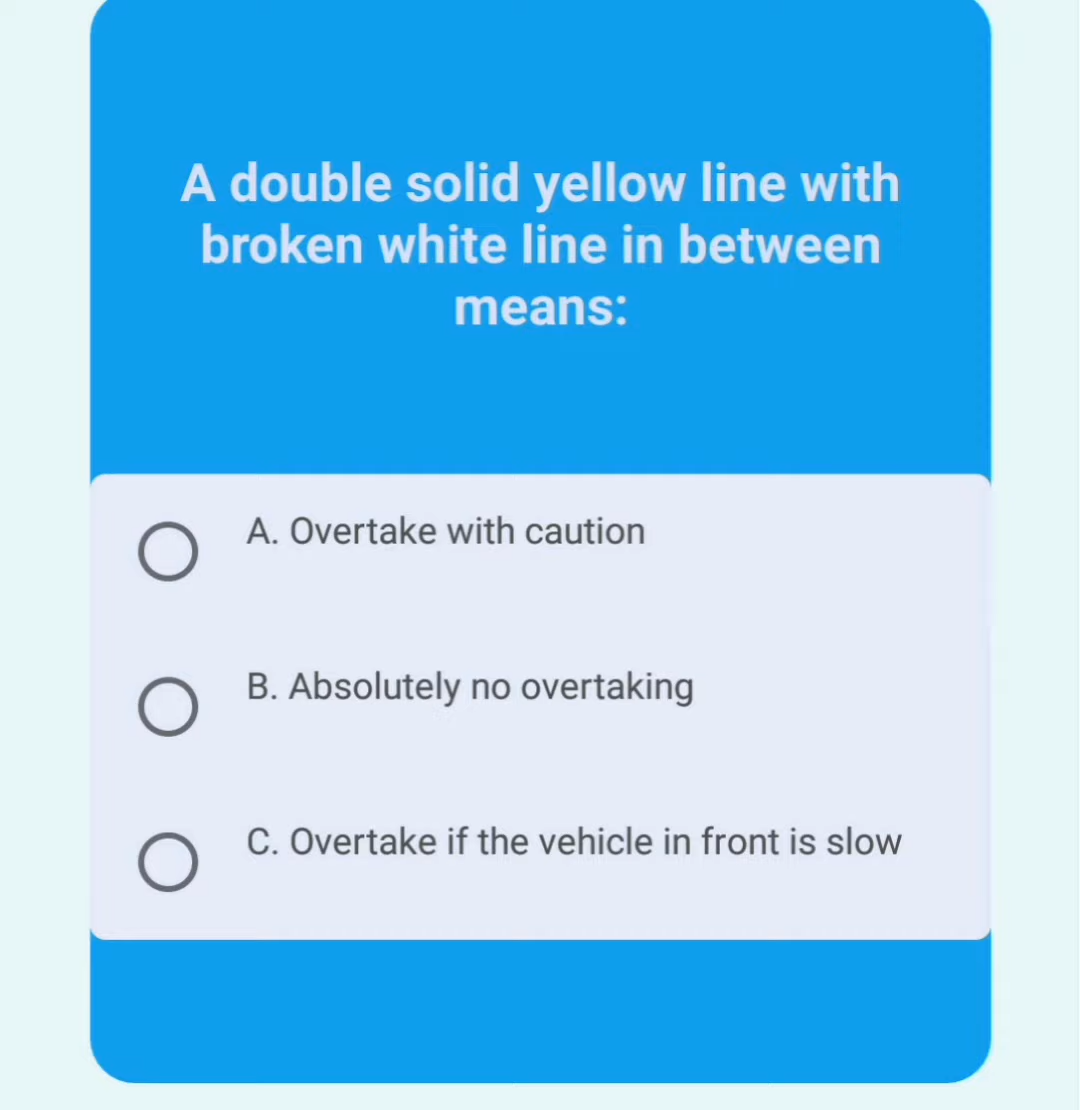 A double solid yellow line with
broken white line in between
means:
A. Overtake with caution
B. Absolutely no overtaking
C. Overtake if the vehicle in front is slow